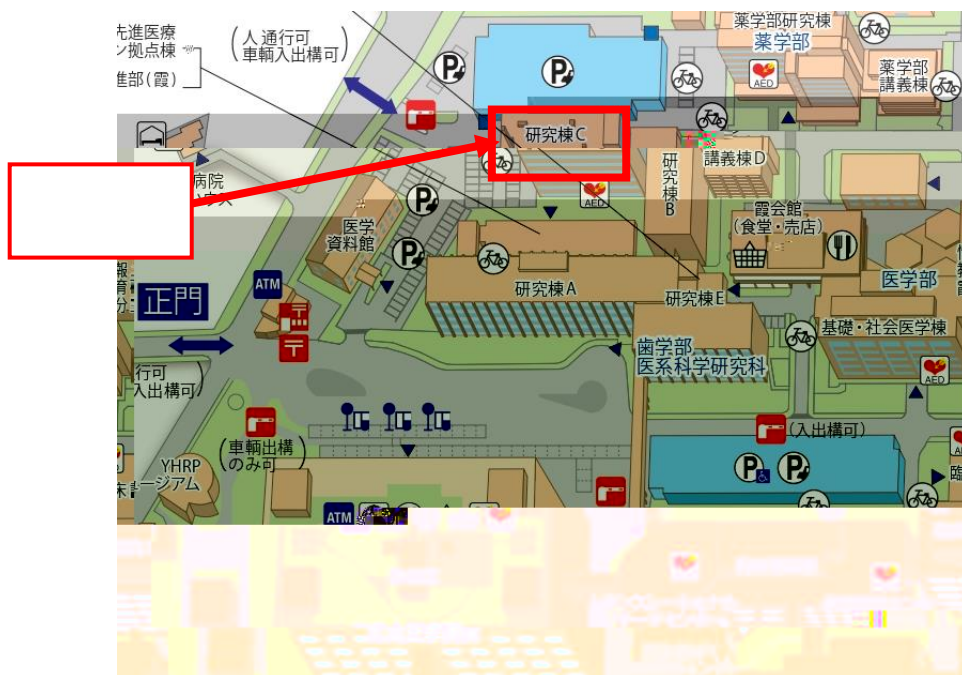 先進医療
ン拠点棟
進部(霞)
(人通行可
車輌入出構可)
薬学部研究棟
薬学部
AED
薬学部
講義棟
研究棟C
AED
研究棟B
講義棟D
病院
医学
資料館
霞会館
(食堂・売店)
ATM
正門
研究棟A
研究棟E
医学部
基礎・社会医学棟
歯学部
医系科学研究科
AED
行可
入出構可)
(車輌出構
のみ可)
(入出構可)
YHRP
ージアム
P
P
臨
ATM